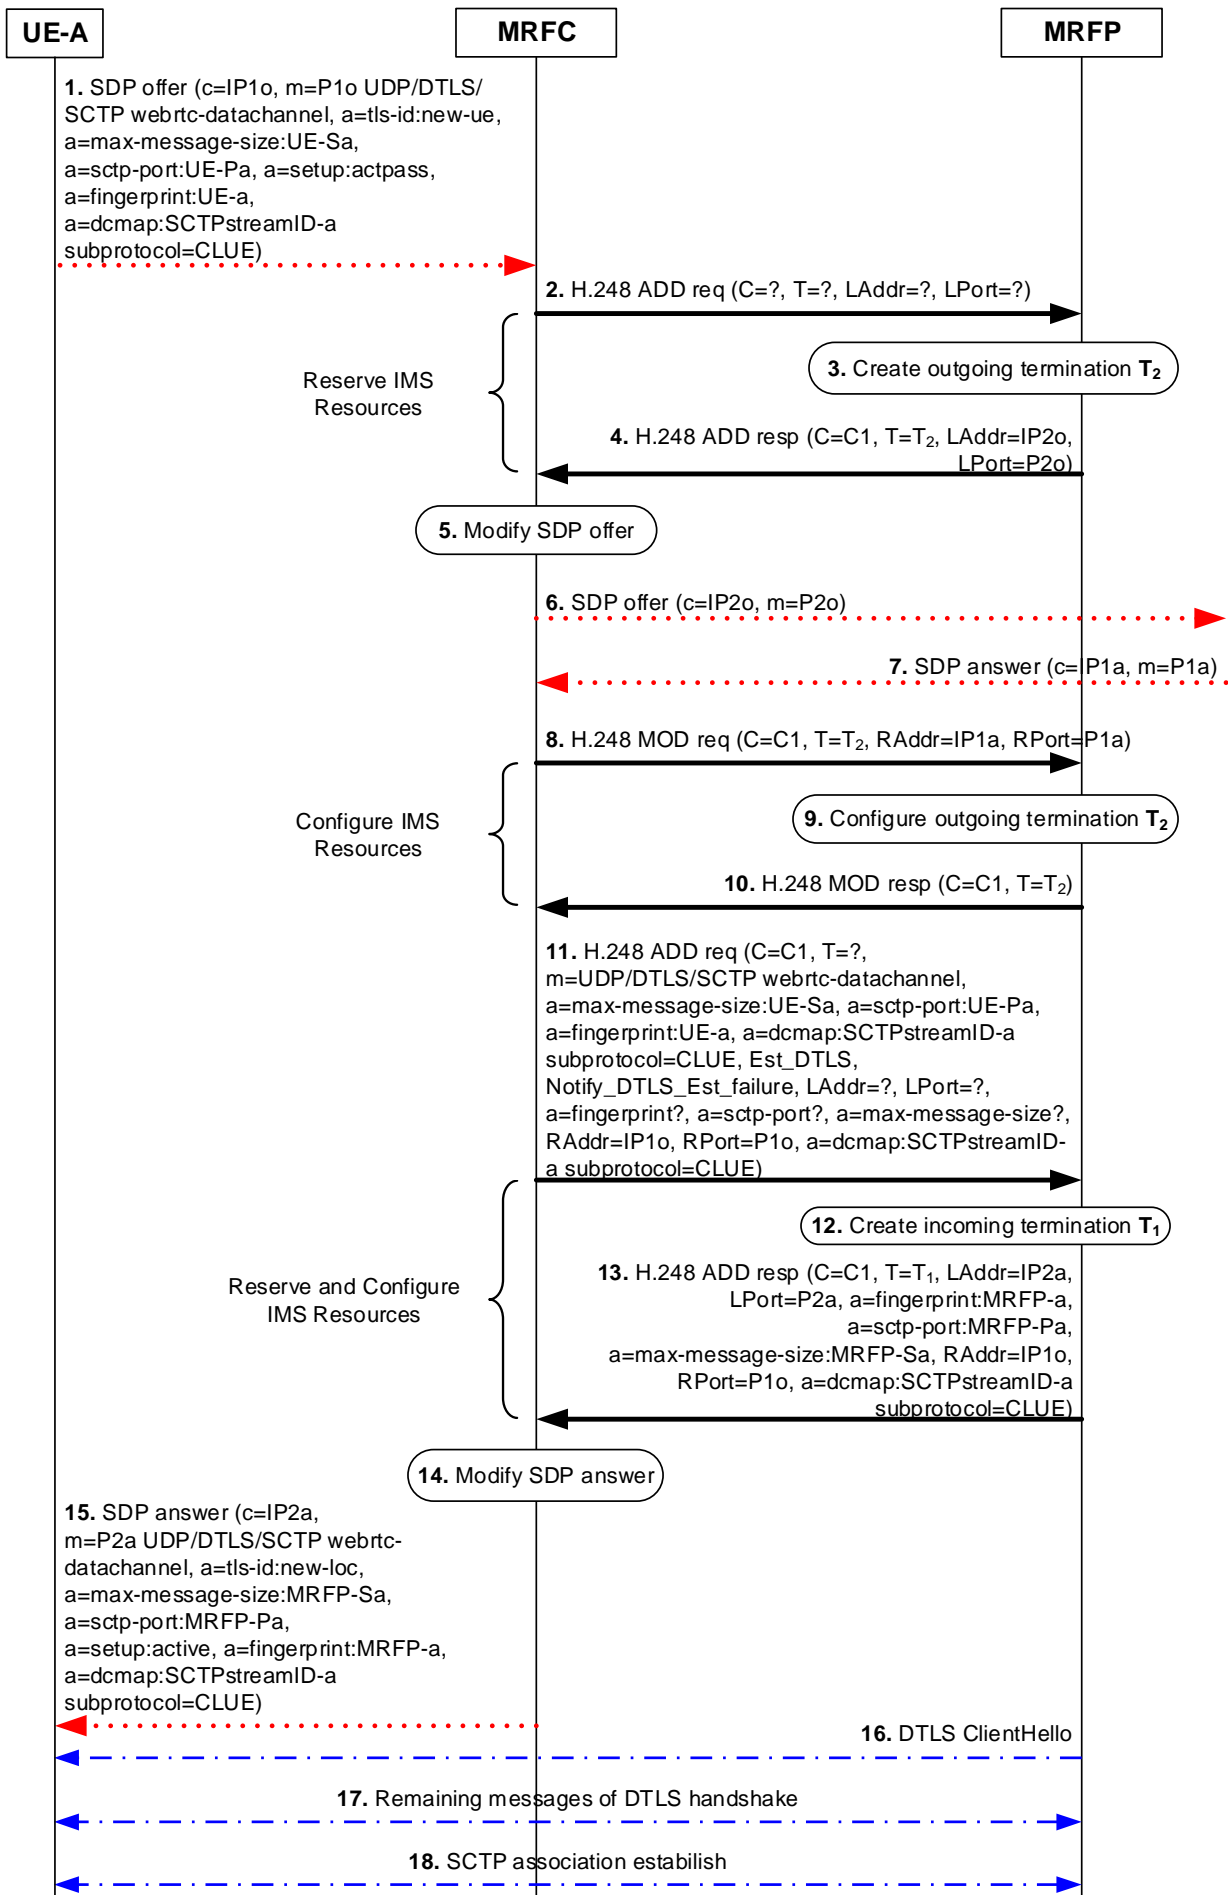 UE-A
MRFC
MRFP
1. SDP offer (c=IP1o, m=P1o UDP/DTLS/
SCTP webrtc-datachannel, a=tls-id:new-ue,
a=max-message-size:UE-Sa,
a=sctp-port:UE-Pa, a=setup:actpass,
a=fingerprint:UE-a,
a=dcmap:SCTPstreamID-a
subprotocol=CLUE)
2. H.248 ADD req (C=?, T=?, LAddr=?, LPort=?)
3. Create outgoing termination T2
Reserve IMS
Resources
4. H.248 ADD resp (C=C1, T=T2, LAddr=IP2o,
LPort=P2o)
5. Modify SDP offer
6. SDP offer (c=IP2o, m=P2o)
7. SDP answer (c=IP1a, m=P1a)
8. H.248 MOD req (C=C1, T=T2, RAddr=IP1a, RPort=P1a)
9. Configure outgoing termination T2
Configure IMS
Resources
10. H.248 MOD resp (C=C1, T=T2)
11. H.248 ADD req (C=C1, T=?,
m=UDP/DTLS/SCTP webrtc-datachannel,
a=max-message-size:UE-Sa, a=sctp-port:UE-Pa,
a=fingerprint:UE-a, a=dcmap:SCTPstreamID-a
subprotocol=CLUE, Est_DTLS,
Notify_DTLS_Est_failure, LAddr=?, LPort=?,
a=fingerprint?, a=sctp-port?, a=max-message-size?,
RAddr=IP1o, RPort=P1o, a=dcmap:SCTPstreamID-
a subprotocol=CLUE)
12. Create incoming termination T1
Reserve and Configure
IMS Resources
13. H.248 ADD resp (C=C1, T=T1, LAddr=IP2a,
LPort=P2a, a=fingerprint:MRFP-a,
a=sctp-port:MRFP-Pa,
a=max-message-size:MRFP-Sa, RAddr=IP1o,
RPort=P1o, a=dcmap:SCTPstreamID-a
subprotocol=CLUE)
14. Modify SDP answer
15. SDP answer (c=IP2a,
m=P2a UDP/DTLS/SCTP webrtc-
datachannel, a=tls-id:new-loc,
a=max-message-size:MRFP-Sa,
a=sctp-port:MRFP-Pa,
a=setup:active, a=fingerprint:MRFP-a,
a=dcmap:SCTPstreamID-a
subprotocol=CLUE)
16. DTLS ClientHello
17. Remaining messages of DTLS handshake
18. SCTP association estabilish